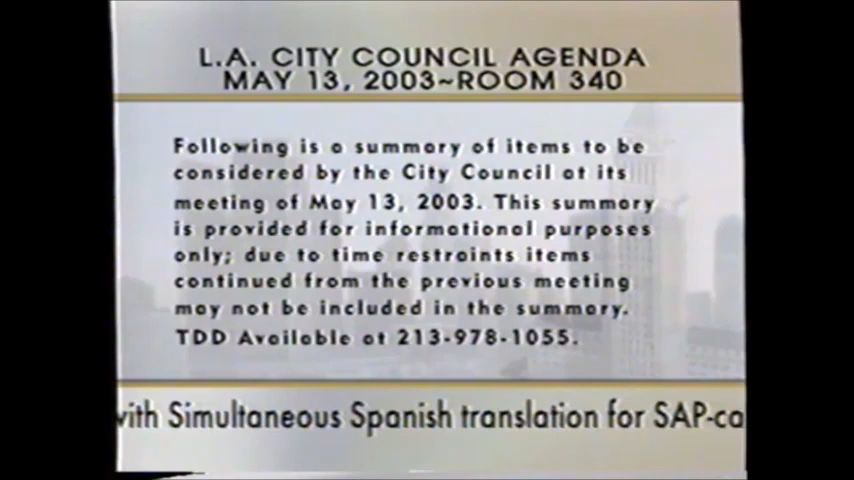 L.A. CITY COUNCIL AGENDA
MAY 13, 2003~ROOM 340
Following is a summary of items to be
considered by the City Council at its
meeting of May 13, 2003. This summary
is provided for informational purposes
only; due to time restraints items
continued from the previous meeting
may not be included in the summary.
TDD Available at 213-978-1055.
with Simultaneous Spanish translation for SAP-ca